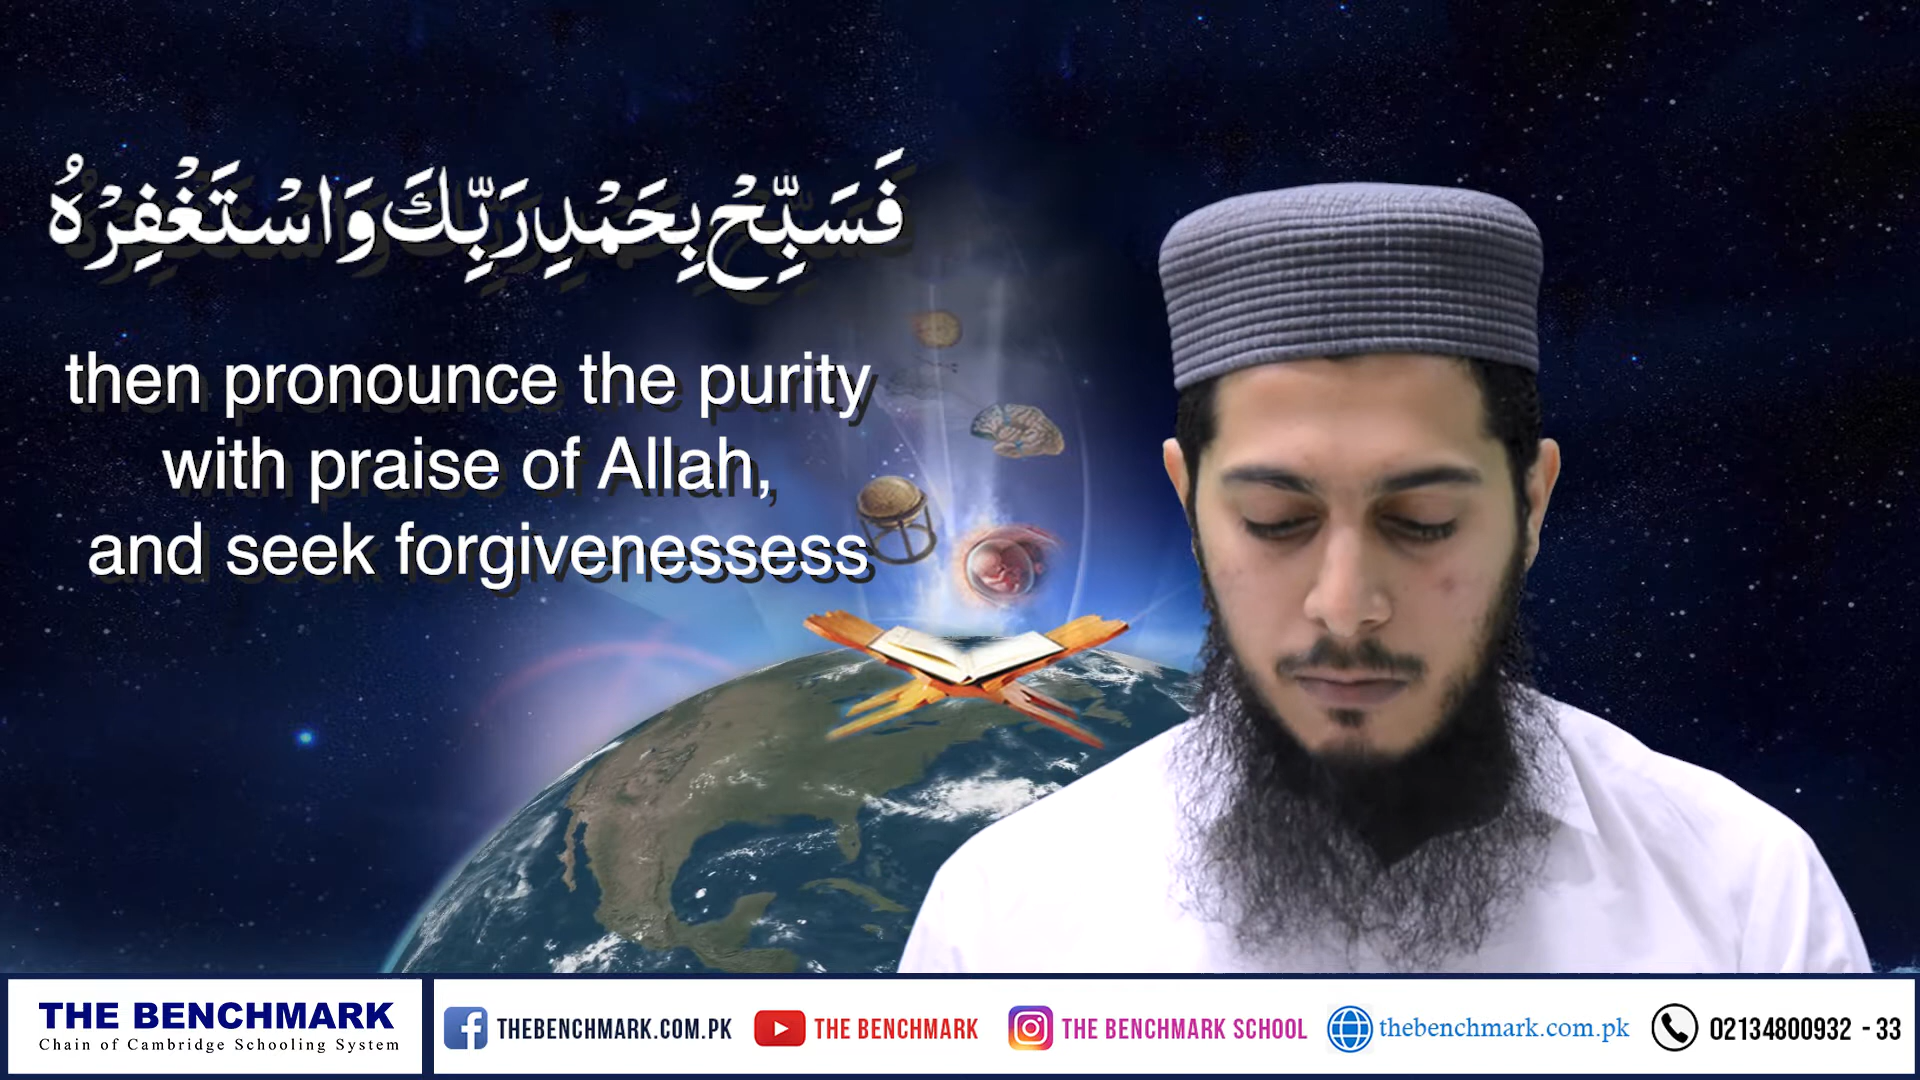 فَسَبِّحْ بِحَمْدِ رَبِّكَ وَاسْتَغْفِرْهُ
then pronounce the purity
with praise of Allah,
and seek forgivenessess
THE BENCHMARK
Chain of Cambridge Schooling System
THEBENCHMARK.COM.PK
THE BENCHMARK
THE BENCHMARK SCHOOL
thebenchmark.com.pk
02134800932 - 33